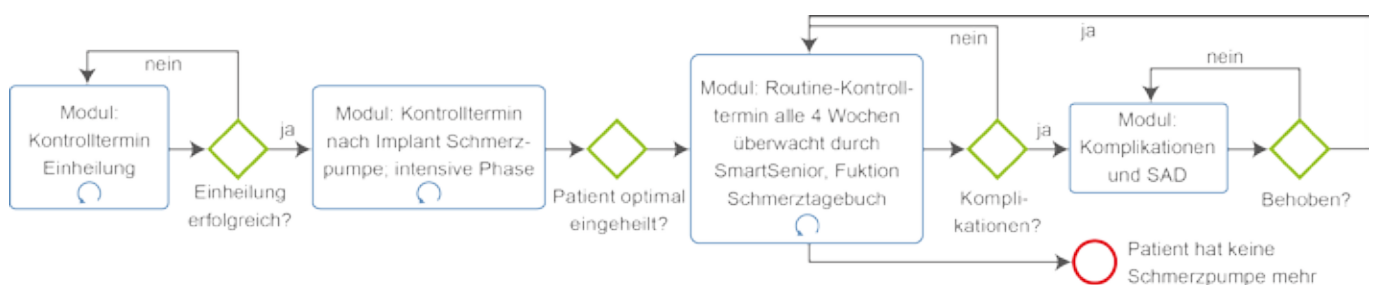 nein
Modul:
Kontrolltermin
Einheilung
Einheilung
erfolgreich?
ja
Modul: Kontrolltermin
nach Implant Schmerz-
pumpe; intensive Phase
Patient optimal
eingeheilt?
Modul: Routine-Kontroll-
termin alle 4 Wochen
überwacht durch
SmartSenior, Fuktion
Schmerztagebuch
nein
Kompli-
kationen?
ja
ja
Modul:
Komplikationen
und SAD
nein
Behoben?
Patient hat keine
Schmerzpumpe mehr